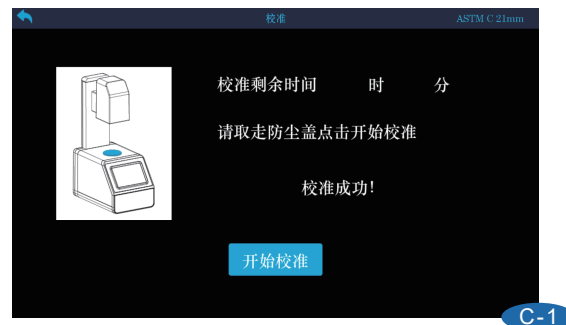 校准 ASTM C 21mm
校准剩余时间 时 分
请取走防尘盖点击开始校准
校准成功!
开始校准
C-1